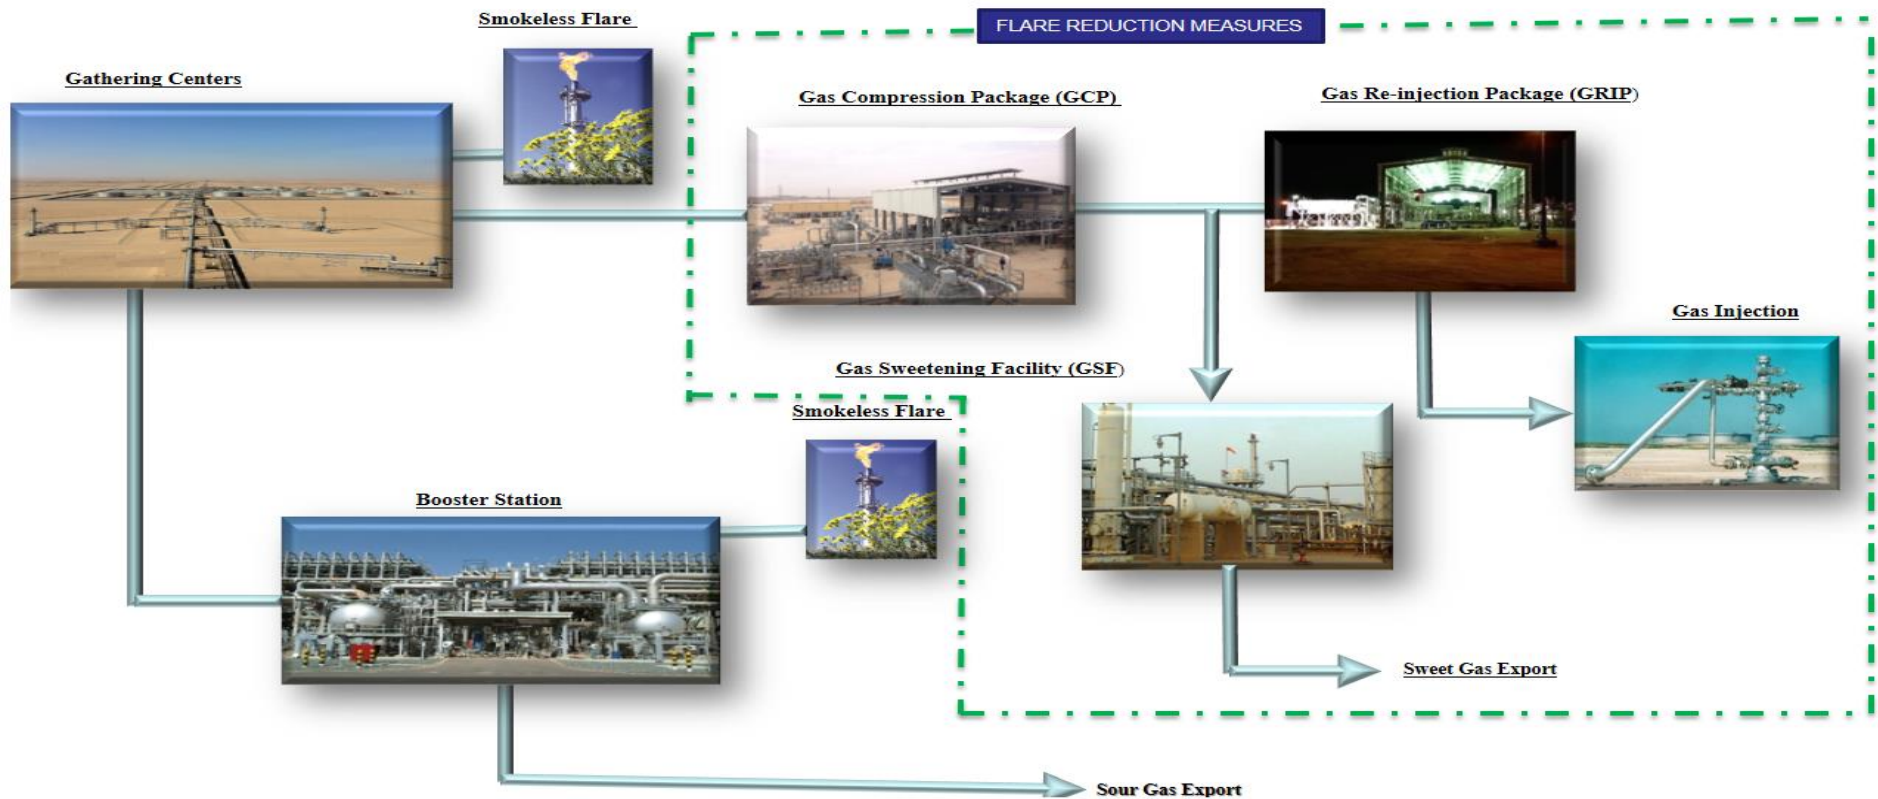 Smokeless Flare
FLARE REDUCTION MEASURES
Gathering Centers
Gas Compression Package (GCP)
Gas Re-injection Package (GRIP)
Gas Injection
Gas Sweetening Facility (GSF)
Smokeless Flare
Booster Station
Sweet Gas Export
Sour Gas Export